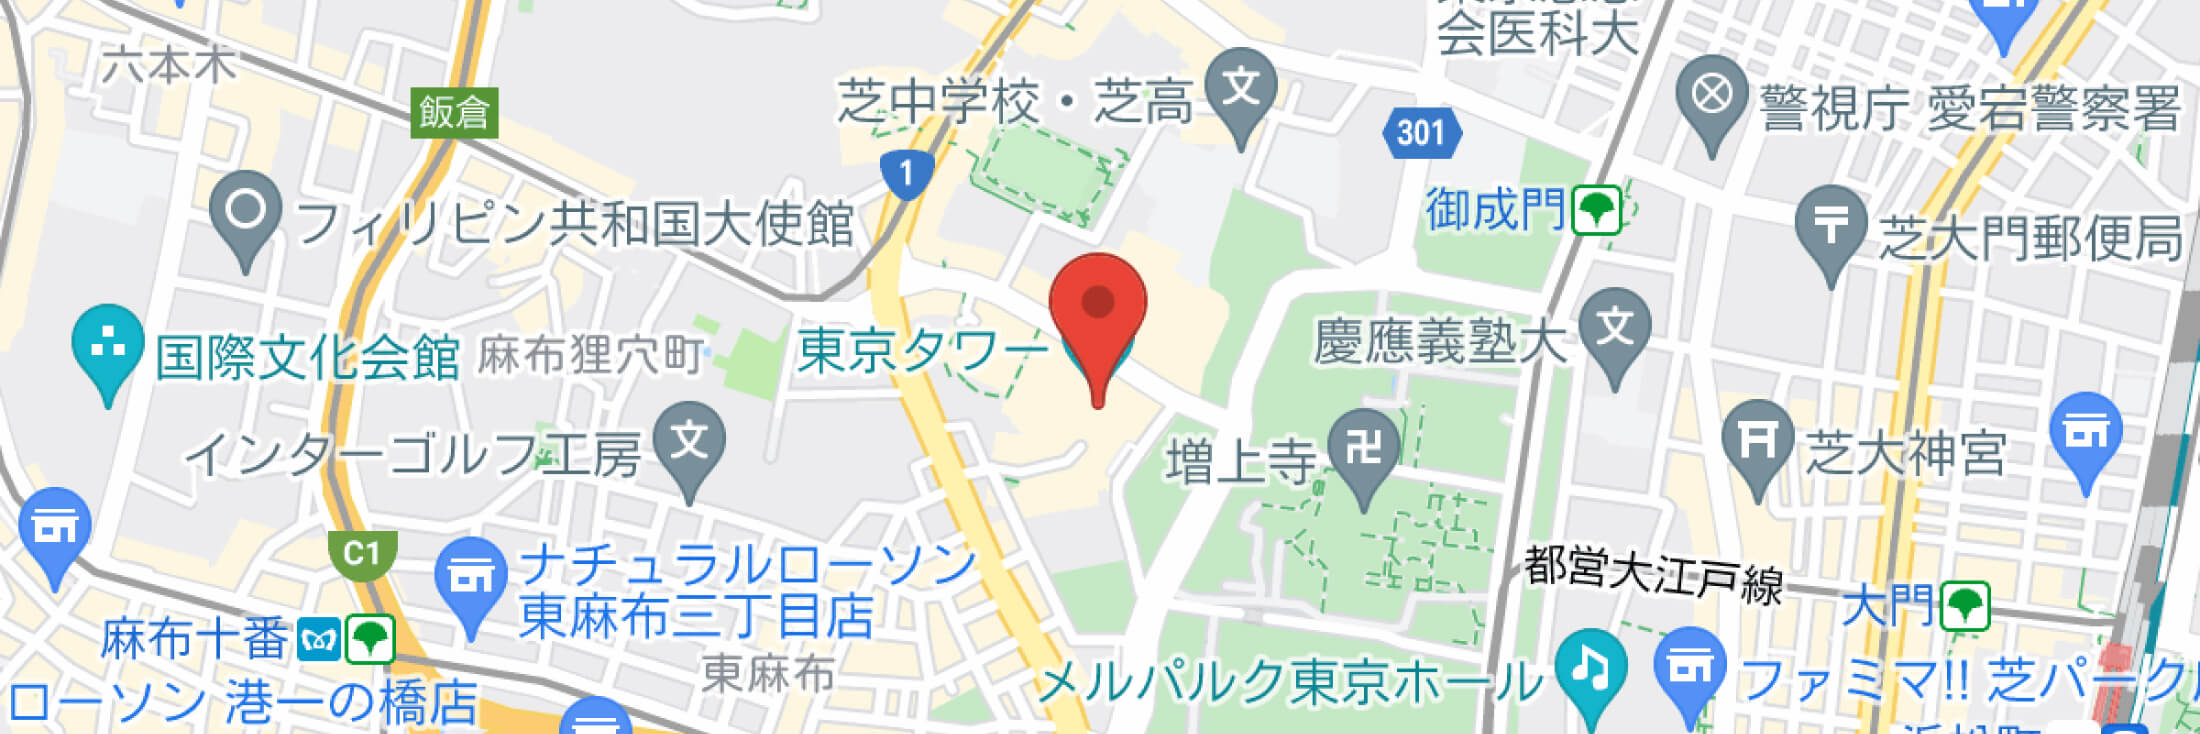 会医科大
六本木
飯倉
芝中学校・芝高
文
301
警視庁 愛宕警察署
1
御成門
フィリピン共和国大使館
芝大門郵便局
東京タワー
慶應義塾大
文
国際文化会館
麻布狸穴町
インターゴルフ工房
文
増上寺
芝大神宮
C1
ナチュラルローソン
東麻布三丁目店
都営大江戸線
大門
麻布十番
東麻布
メルパルク東京ホール
ファミマ!! 芝パーク
ローソン 港一の橋店